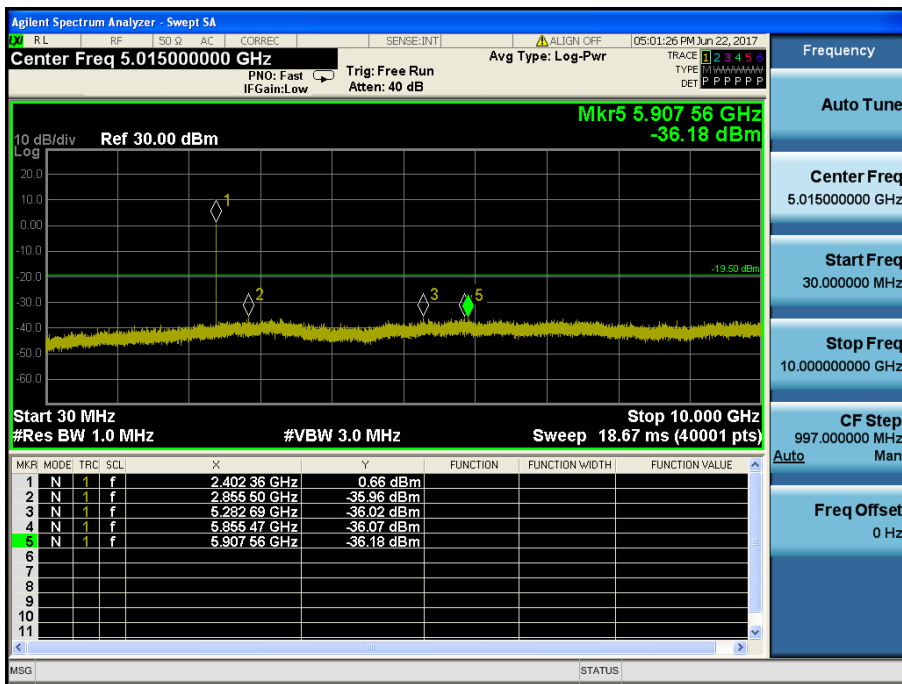 Agilent Spectrum Analyzer - Swept SA
LXI RL RF 50 Ω AC CORREC SENSE:INT ALIGN OFF 05:01:26 PM Jun 22, 2017
Center Freq 5.015000000 GHz
PNO: Fast
IFGain:Low
Trig: Free Run
Atten: 40 dB
Avg Type: Log-Pwr
TRACE 1 2 3 4 5 6
TYPE MWWWWW
DET P P P P P P
Mkr5 5.907 56 GHz
-36.18 dBm
10 dB/div Ref 30.00 dBm
Log
20.0
10.0
0.00
-10.0
-20.0
-30.0
-40.0
-50.0
-60.0
1
2
3
5
-19.50 dBm
Start 30 MHz Stop 10.000 GHz
#Res BW 1.0 MHz #VBW 3.0 MHz Sweep 18.67 ms (40001 pts)
MKR MODE TRC SCL X Y FUNCTION FUNCTION WIDTH FUNCTION VALUE
1 N 1 f 2.402 36 GHz 0.66 dBm
2 N 1 f 2.855 50 GHz -35.96 dBm
3 N 1 f 5.282 69 GHz -36.02 dBm
4 N 1 f 5.855 47 GHz -36.07 dBm
5 N 1 f 5.907 56 GHz -36.18 dBm
6
7
8
9
10
11
MSG STATUS
Frequency
Auto Tune
Center Freq
5.015000000 GHz
Start Freq
30.000000 MHz
Stop Freq
10.000000000 GHz
CF Step
997.000000 MHz
Auto Man
Freq Offset
0 Hz